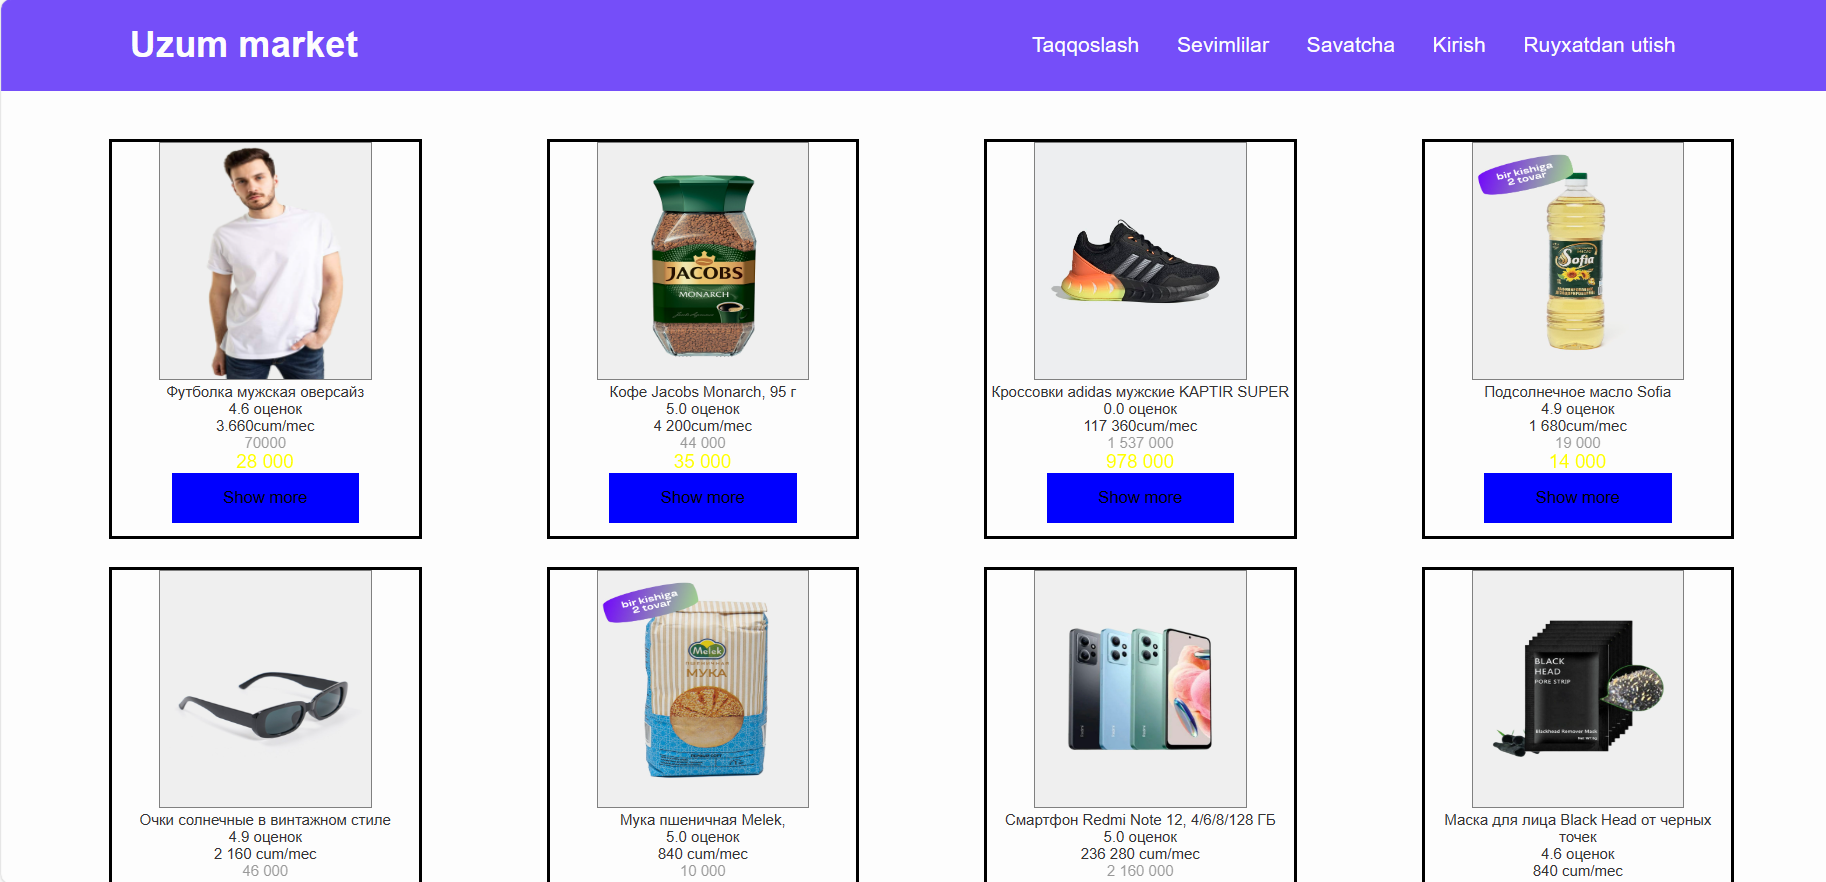 Uzum market
Taqqoslash Sevimlilar Savatcha Kirish Ruyxatdan utish
Футболка мужская оверсайз
4.6 оценок
3.660cum/mec
70000
28 000
Show more
JACOBS
MONARCH
Кофе Jacobs Monarch, 95 г
5.0 оценок
4 200cum/mec
44 000
35 000
Show more
Кроссовки adidas мужские KAPTIR SUPER
0.0 оценок
117 360cum/mec
1 537 000
978 000
Show more
bir kishiga
2 tovar
Sofia
Подсолнечное масло Sofia
4.9 оценок
1 680cum/mec
19 000
14 000
Show more
Очки солнечные в винтажном стиле
4.9 оценок
2 160 cum/mec
46 000
bir kishiga
2 tovar
Melek
МУКА
Мука пшеничная Melek,
5.0 оценок
840 cum/mec
10 000
Смартфон Redmi Note 12, 4/6/8/128 ГБ
5.0 оценок
236 280 cum/mec
2 160 000
BLACK
HEAD
PORE STRIP
Blackhead Remover Mask
Маска для лица Black Head от черных
точек
4.6 оценок
840 cum/mec